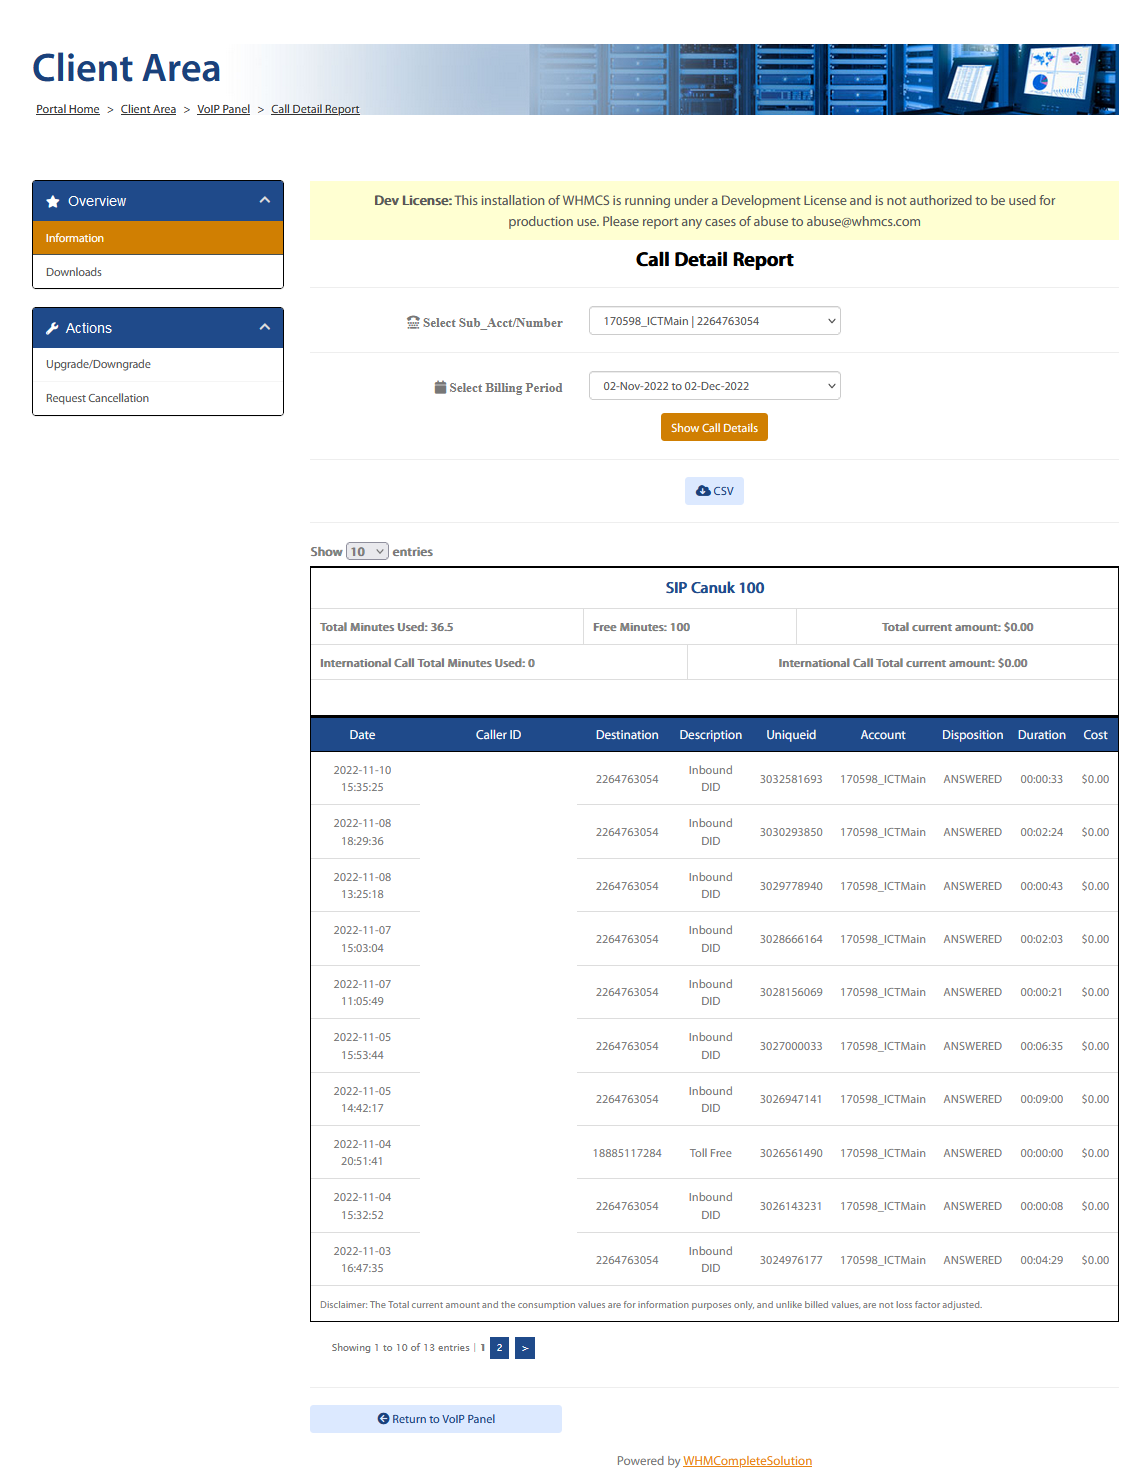 Client Area
Portal Home > Client Area > VoIP Panel > Call Detail Report
Overview
Information
Downloads
Actions
Upgrade/Downgrade
Request Cancellation
Dev License: This installation of WHMCS is running under a Development License and is not authorized to be used for
production use. Please report any cases of abuse to abuse@whmcs.com
Call Detail Report
Select Sub_Acct/Number 170598_ICTMain | 2264763054
Select Billing Period 02-Nov-2022 to 02-Dec-2022
Show Call Details
CSV
Show 10 entries
SIP Canuk 100
Total Minutes Used: 36.5 Free Minutes: 100 Total current amount: $0.00
International Call Total Minutes Used: 0 International Call Total current amount: $0.00
Date Caller ID Destination Description Uniqueid Account Disposition Duration Cost
2022-11-10 15:35:25 2264763054 Inbound DID 3032581693 170598_ICTMain ANSWERED 00:00:33 $0.00
2022-11-08 18:29:36 2264763054 Inbound DID 3030293850 170598_ICTMain ANSWERED 00:02:24 $0.00
2022-11-08 13:25:18 2264763054 Inbound DID 3029778940 170598_ICTMain ANSWERED 00:00:43 $0.00
2022-11-07 15:03:04 2264763054 Inbound DID 3028666164 170598_ICTMain ANSWERED 00:02:03 $0.00
2022-11-07 11:05:49 2264763054 Inbound DID 3028156069 170598_ICTMain ANSWERED 00:00:21 $0.00
2022-11-05 15:53:44 2264763054 Inbound DID 3027000033 170598_ICTMain ANSWERED 00:06:35 $0.00
2022-11-05 14:42:17 2264763054 Inbound DID 3026947141 170598_ICTMain ANSWERED 00:09:00 $0.00
2022-11-04 20:51:41 18885117284 Toll Free 3026561490 170598_ICTMain ANSWERED 00:00:00 $0.00
2022-11-04 15:32:52 2264763054 Inbound DID 3026143231 170598_ICTMain ANSWERED 00:00:08 $0.00
2022-11-03 16:47:35 2264763054 Inbound DID 3024976177 170598_ICTMain ANSWERED 00:04:29 $0.00
Disclaimer: The Total current amount and the consumption values are for information purposes only, and unlike billed values, are not loss factor adjusted.
Showing 1 to 10 of 13 entries | 1 2 >
Return to VoIP Panel
Powered by WHMCompleteSolution